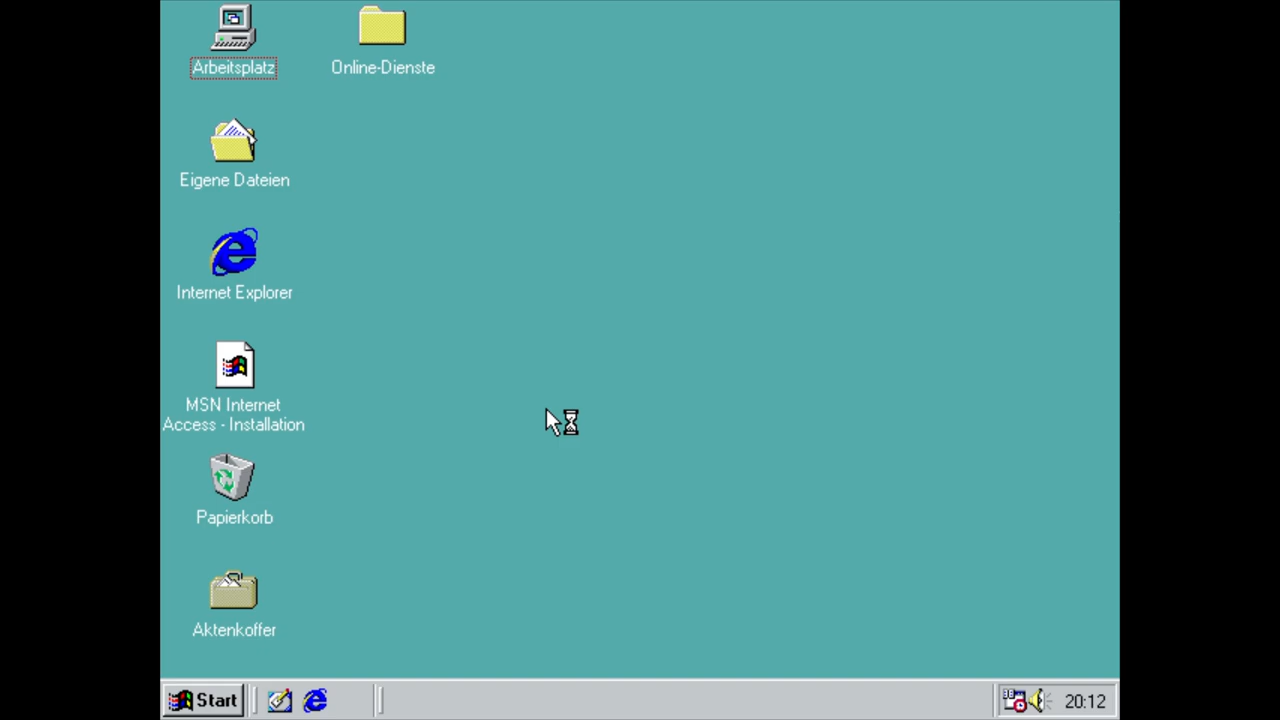 Arbeitsplatz
Online-Dienste
Eigene Dateien
Internet Explorer
MSN Internet
Access - Installation
Papierkorb
Aktenkoffer
Start
20:12